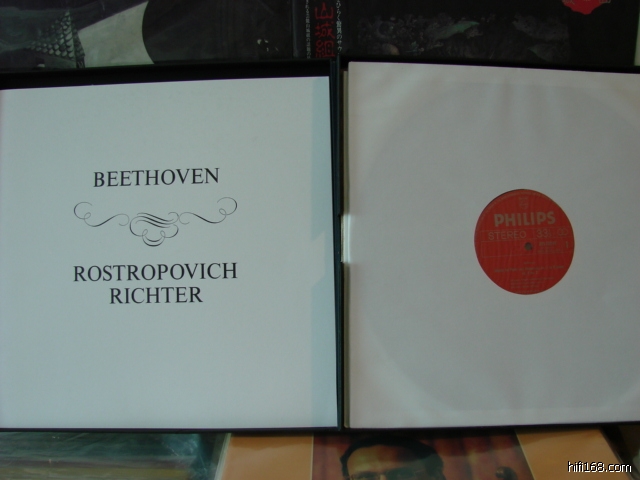 BEETHOVEN
ROSTROPOVICH
RICHTER
PHILIPS
STEREO
hifi168.com